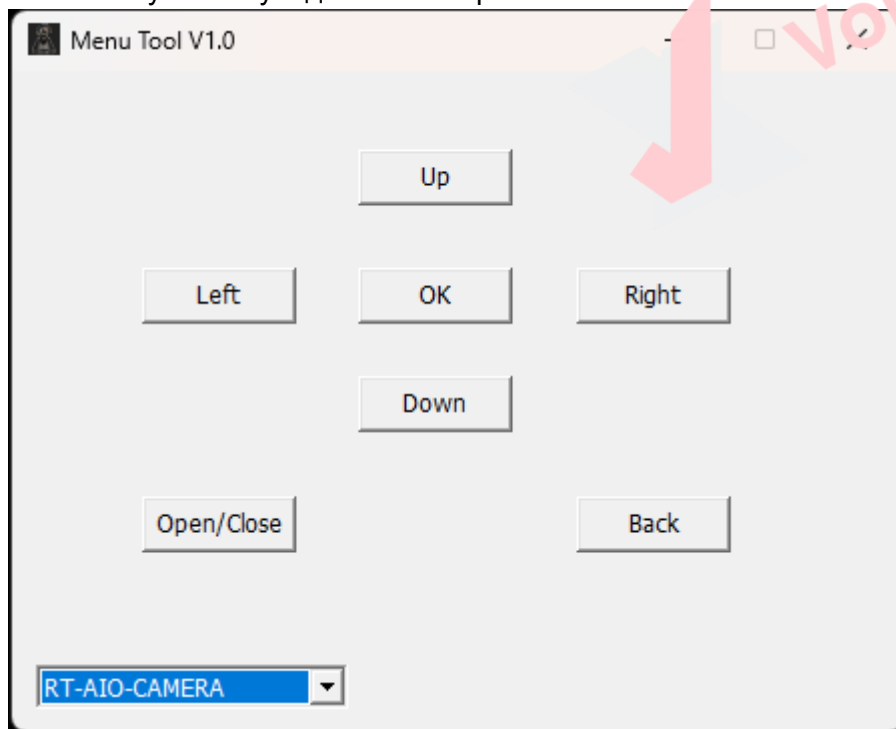 Menu Tool V1.0
Up
Left OK Right
Down
Open/Close Back
RT-AIO-CAMERA